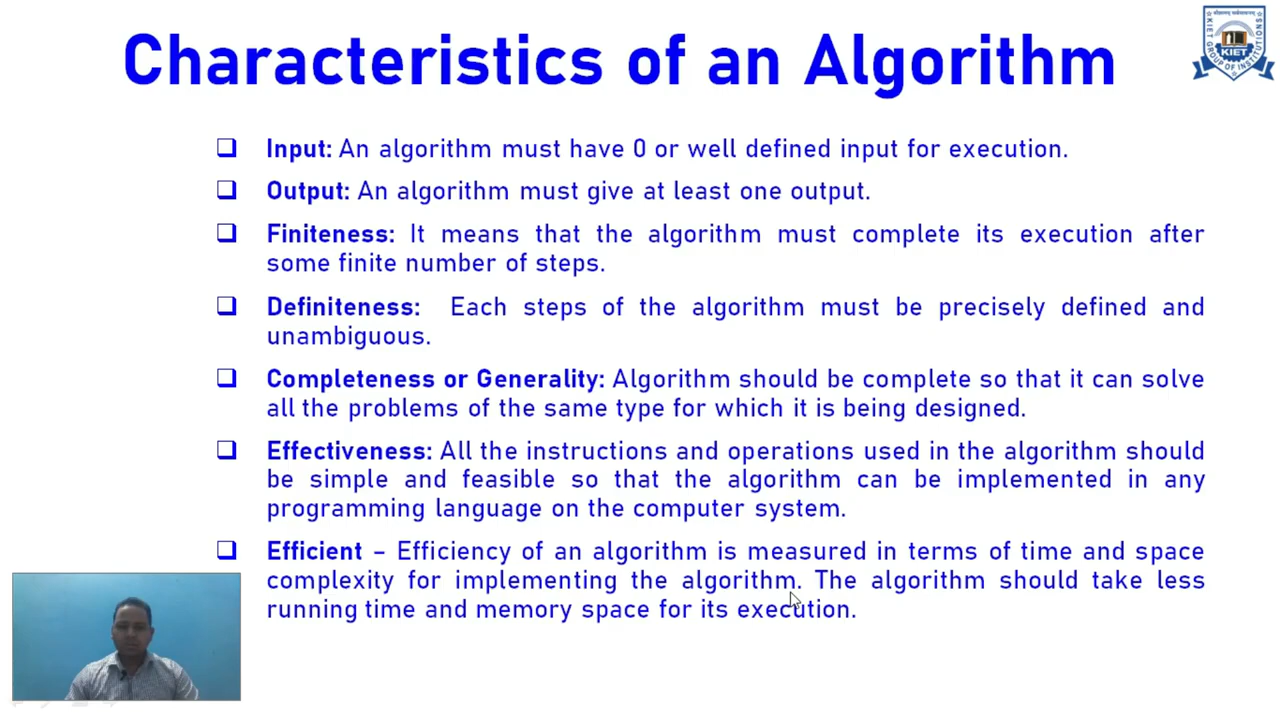 Characteristics of an Algorithm
KIET
KIET GROUP OF INSTITUTIONS
❑ Input: An algorithm must have 0 or well defined input for execution.
❑ Output: An algorithm must give at least one output.
❑ Finiteness: It means that the algorithm must complete its execution after
some finite number of steps.
❑ Definiteness: Each steps of the algorithm must be precisely defined and
unambiguous.
❑ Completeness or Generality: Algorithm should be complete so that it can solve
all the problems of the same type for which it is being designed.
❑ Effectiveness: All the instructions and operations used in the algorithm should
be simple and feasible so that the algorithm can be implemented in any
programming language on the computer system.
❑ Efficient – Efficiency of an algorithm is measured in terms of time and space
complexity for implementing the algorithm. The algorithm should take less
running time and memory space for its execution.